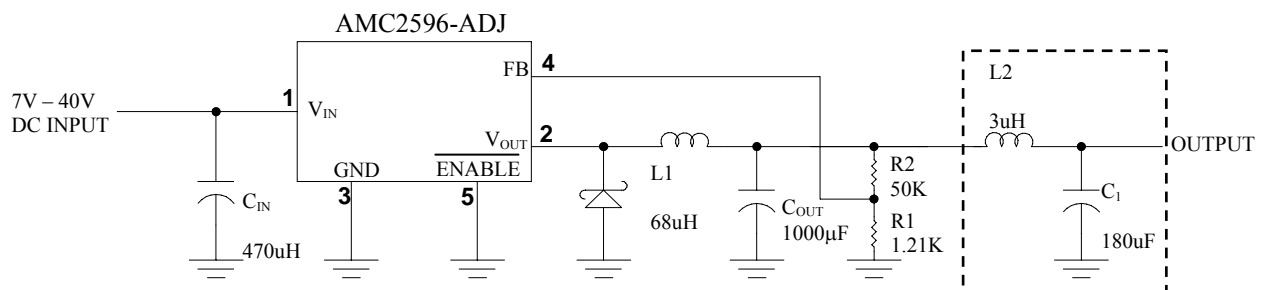 AMC2596-ADJ
7V – 40V
DC INPUT
1
VIN
FB
4
VOUT
2
GND
3
ENABLE
5
CIN
470uH
L1
68uH
COUT
1000μF
R2
50K
R1
1.21K
L2
3uH
C1
180uF
OUTPUT